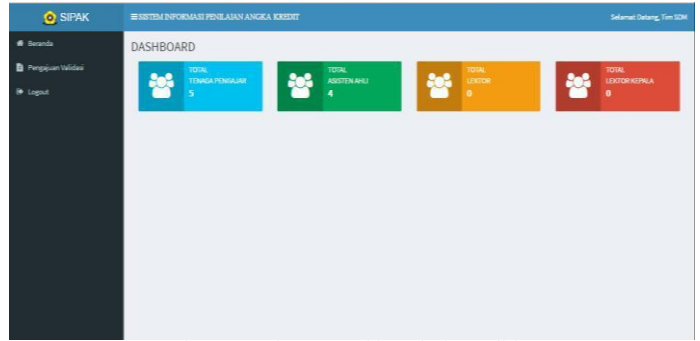 SIPAK
SISTEM INFORMASI PENILAIAN ANGKA KREDIT
Selamat Datang, Tim SDM
Beranda
Pengajuan Validasi
Logout
DASHBOARD
TOTAL
TENAGA PENGAJAR
5
TOTAL
ASISTEN AHLI
4
TOTAL
LEKTOR
0
TOTAL
LEKTOR KEPALA
0